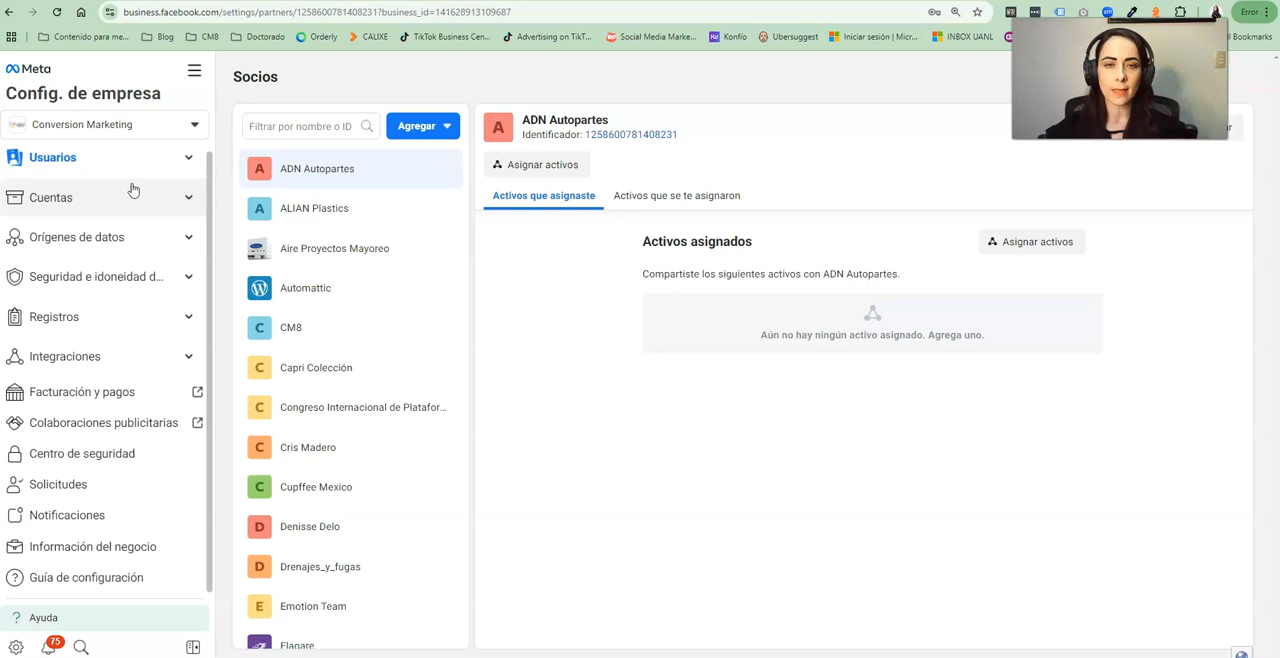 business.facebook.com/settings/partners/1258600781408231?business_id=141628913109687
Error
Contenido para me...
Blog
CM8
Doctorado
Orderly
CALIXE
TikTok Business Cen...
Advertising on TikT...
Social Media Marke...
Konfío
Ubersuggest
Iniciar sesión | Micr...
INBOX UANL
Bookmarks
Meta
Config. de empresa
Conversion Marketing
Usuarios
Cuentas
Orígenes de datos
Seguridad e idoneidad d...
Registros
Integraciones
Facturación y pagos
Colaboraciones publicitarias
Centro de seguridad
Solicitudes
Notificaciones
Información del negocio
Guía de configuración
Ayuda
75
Socios
Filtrar por nombre o ID
Agregar
A ADN Autopartes
A ALIAN Plastics
Aire Proyectos Mayoreo
Automattic
C CM8
C Capri Colección
C Congreso Internacional de Platafor...
C Cris Madero
C Cupffee Mexico
D Denisse Delo
D Drenajes_y_fugas
E Emotion Team
A
ADN Autopartes
Identificador: 1258600781408231
Asignar activos
Activos que asignaste
Activos que se te asignaron
Activos asignados
Asignar activos
Compartiste los siguientes activos con ADN Autopartes.
Aún no hay ningún activo asignado. Agrega uno.